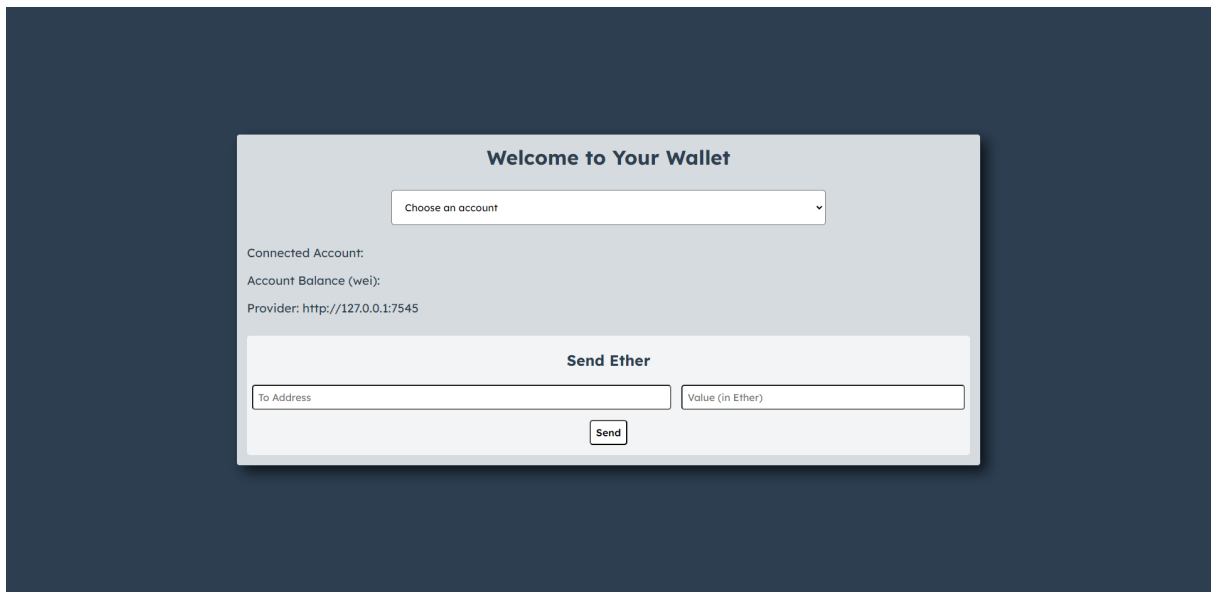 Welcome to Your Wallet
Choose an account
Connected Account:
Account Balance (wei):
Provider: http://127.0.0.1:7545
Send Ether
To Address
Value (in Ether)
Send